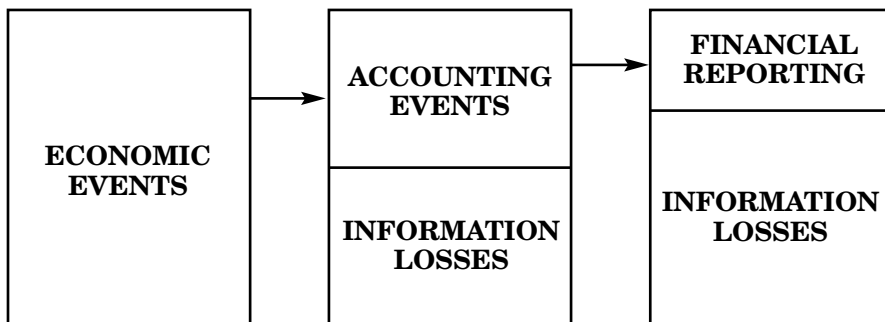 ECONOMIC
EVENTS
ACCOUNTING
EVENTS
INFORMATION
LOSSES
FINANCIAL
REPORTING
INFORMATION
LOSSES